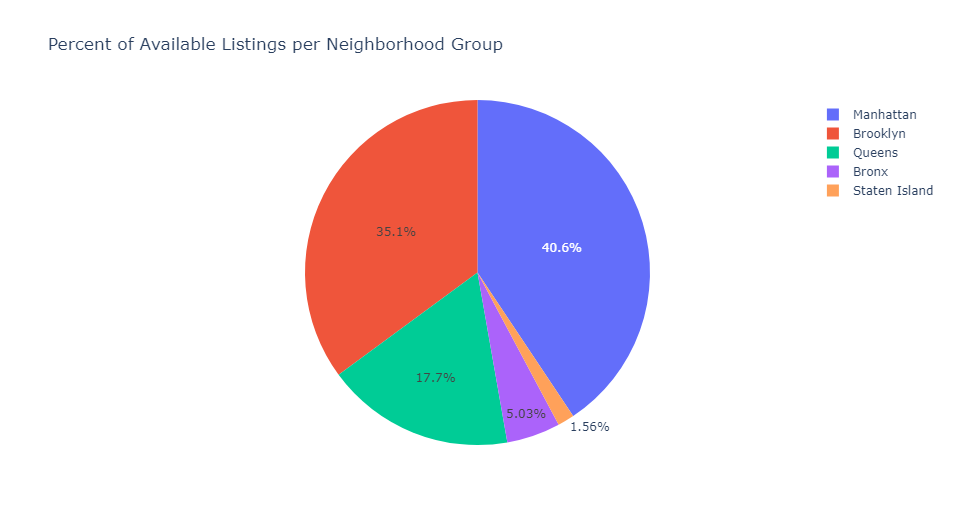 Percent of Available Listings per Neighborhood Group
Manhattan
Brooklyn
Queens
Bronx
Staten Island
35.1%
40.6%
17.7%
5.03%
1.56%